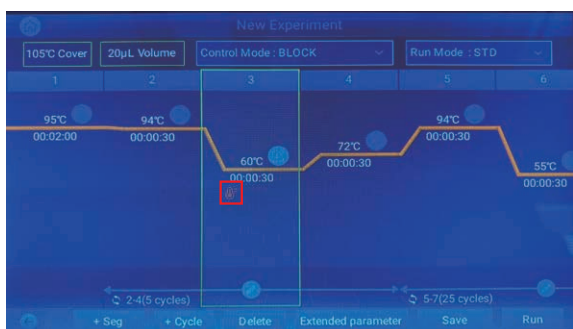 New Experiment
105℃ Cover 20μL Volume Control Mode : BLOCK Run Mode : STD
1 2 3 4 5 6
95℃ 94℃ 60℃ 72℃ 94℃ 55℃
00:02:00 00:00:30 00:00:30 00:00:30 00:00:30 00:00:30
2-4(5 cycles) 5-7(25 cycles)
+ Seg + Cycle Delete Extended parameter Save Run